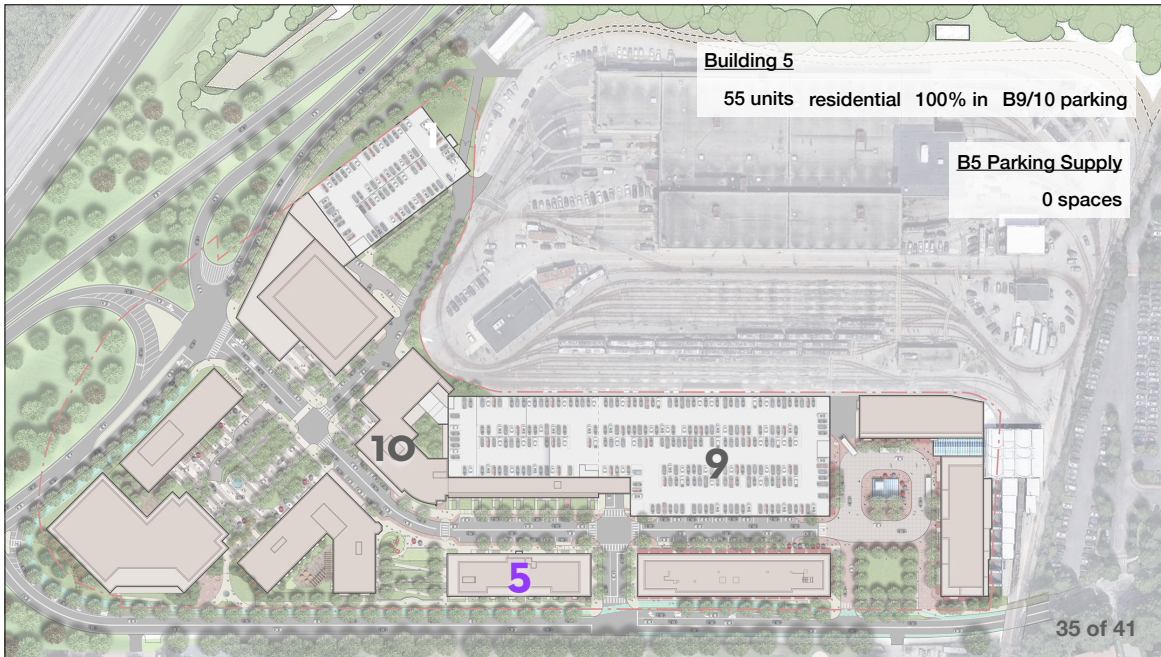 Building 5
55 units residential 100% in B9/10 parking
B5 Parking Supply
0 spaces
1
10
9
5
35 of 41